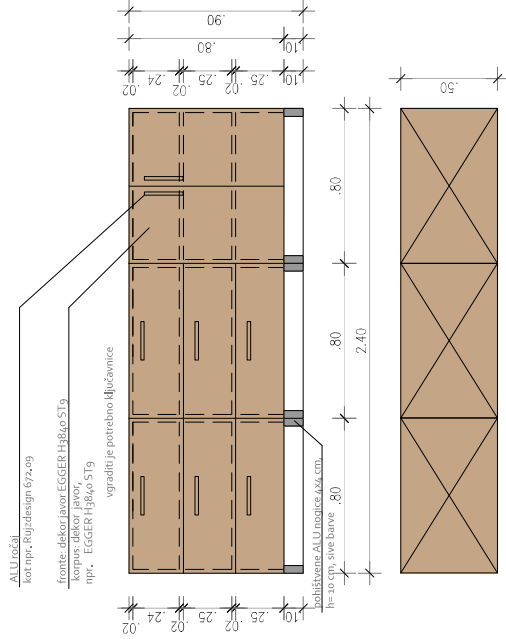 ALU ročaj
kot npr. Rujzdesign 672.09
fronte: dekor javor EGGER H3840 ST9
korpus: dekor javor,
npr.   EGGER H3840 ST9
vgraditi je potrebno ključavnice
pohištvene ALU nogice 4x4 cm,
h= 10 cm, sive barve
.90
.80
10
.02
.24
.02
.25
.02
.25
10
.80
.80
.80
2.40
.50
.02
.24
.02
.25
.02
.25
10